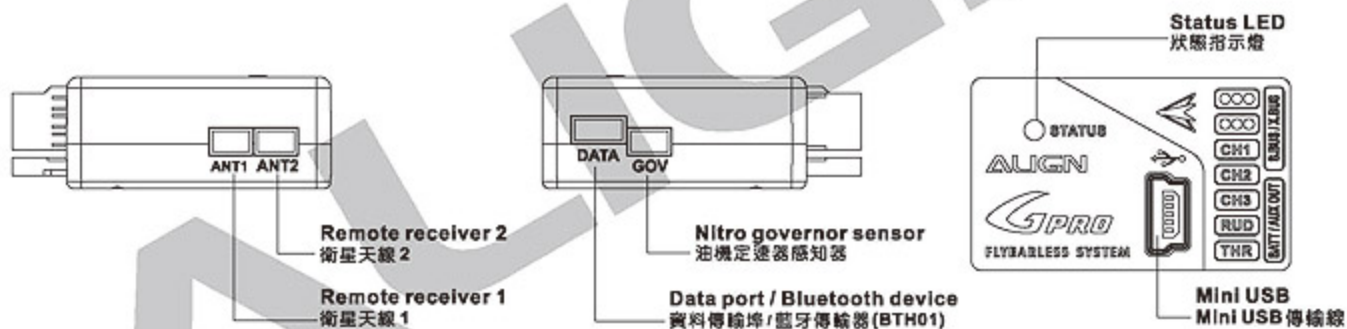 Status LED
狀態指示燈
STATUS
ALIGN
GPRO
FLYBARLESS SYSTEM
CH1
CH2
CH3
RUD
THR
S.BUS / X.BUS
BATT / AUX OUT
Mini USB
Mini USB 傳輸線
ANT1 ANT2
Remote receiver 2
衛星天線 2
Remote receiver 1
衛星天線 1
DATA
GOV
Nitro governor sensor
油機定速器感知器
Data port / Bluetooth device
資料傳輸埠/藍牙傳輸器(BTH01)